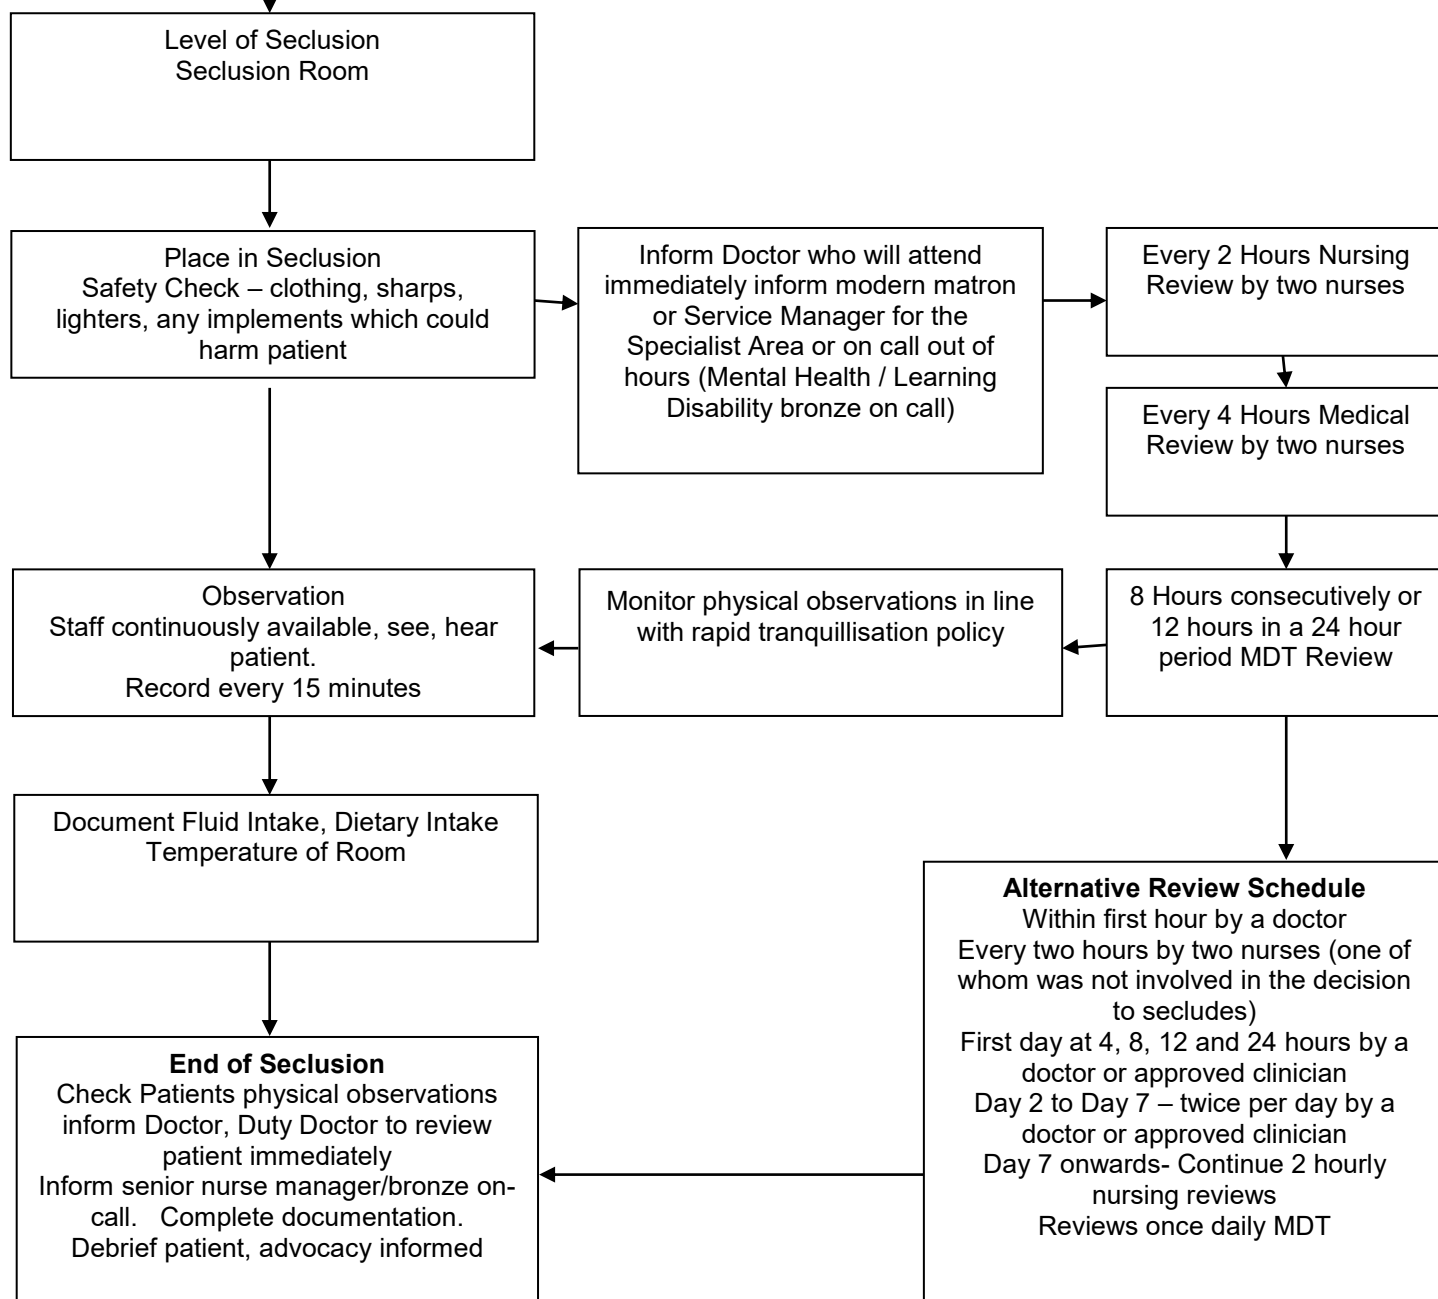 Level of Seclusion
Seclusion Room
Place in Seclusion
Safety Check – clothing, sharps,
lighters, any implements which could
harm patient
Inform Doctor who will attend
immediately inform modern matron
or Service Manager for the
Specialist Area or on call out of
hours (Mental Health / Learning
Disability bronze on call)
Every 2 Hours Nursing
Review by two nurses
Every 4 Hours Medical
Review by two nurses
8 Hours consecutively or
12 hours in a 24 hour
period MDT Review
Monitor physical observations in line
with rapid tranquillisation policy
Observation
Staff continuously available, see, hear
patient.
Record every 15 minutes
Document Fluid Intake, Dietary Intake
Temperature of Room
Alternative Review Schedule
Within first hour by a doctor
Every two hours by two nurses (one of
whom was not involved in the decision
to secludes)
First day at 4, 8, 12 and 24 hours by a
doctor or approved clinician
Day 2 to Day 7 – twice per day by a
doctor or approved clinician
Day 7 onwards- Continue 2 hourly
nursing reviews
Reviews once daily MDT
End of Seclusion
Check Patients physical observations
inform Doctor, Duty Doctor to review
patient immediately
Inform senior nurse manager/bronze on-
call.   Complete documentation.
Debrief patient, advocacy informed